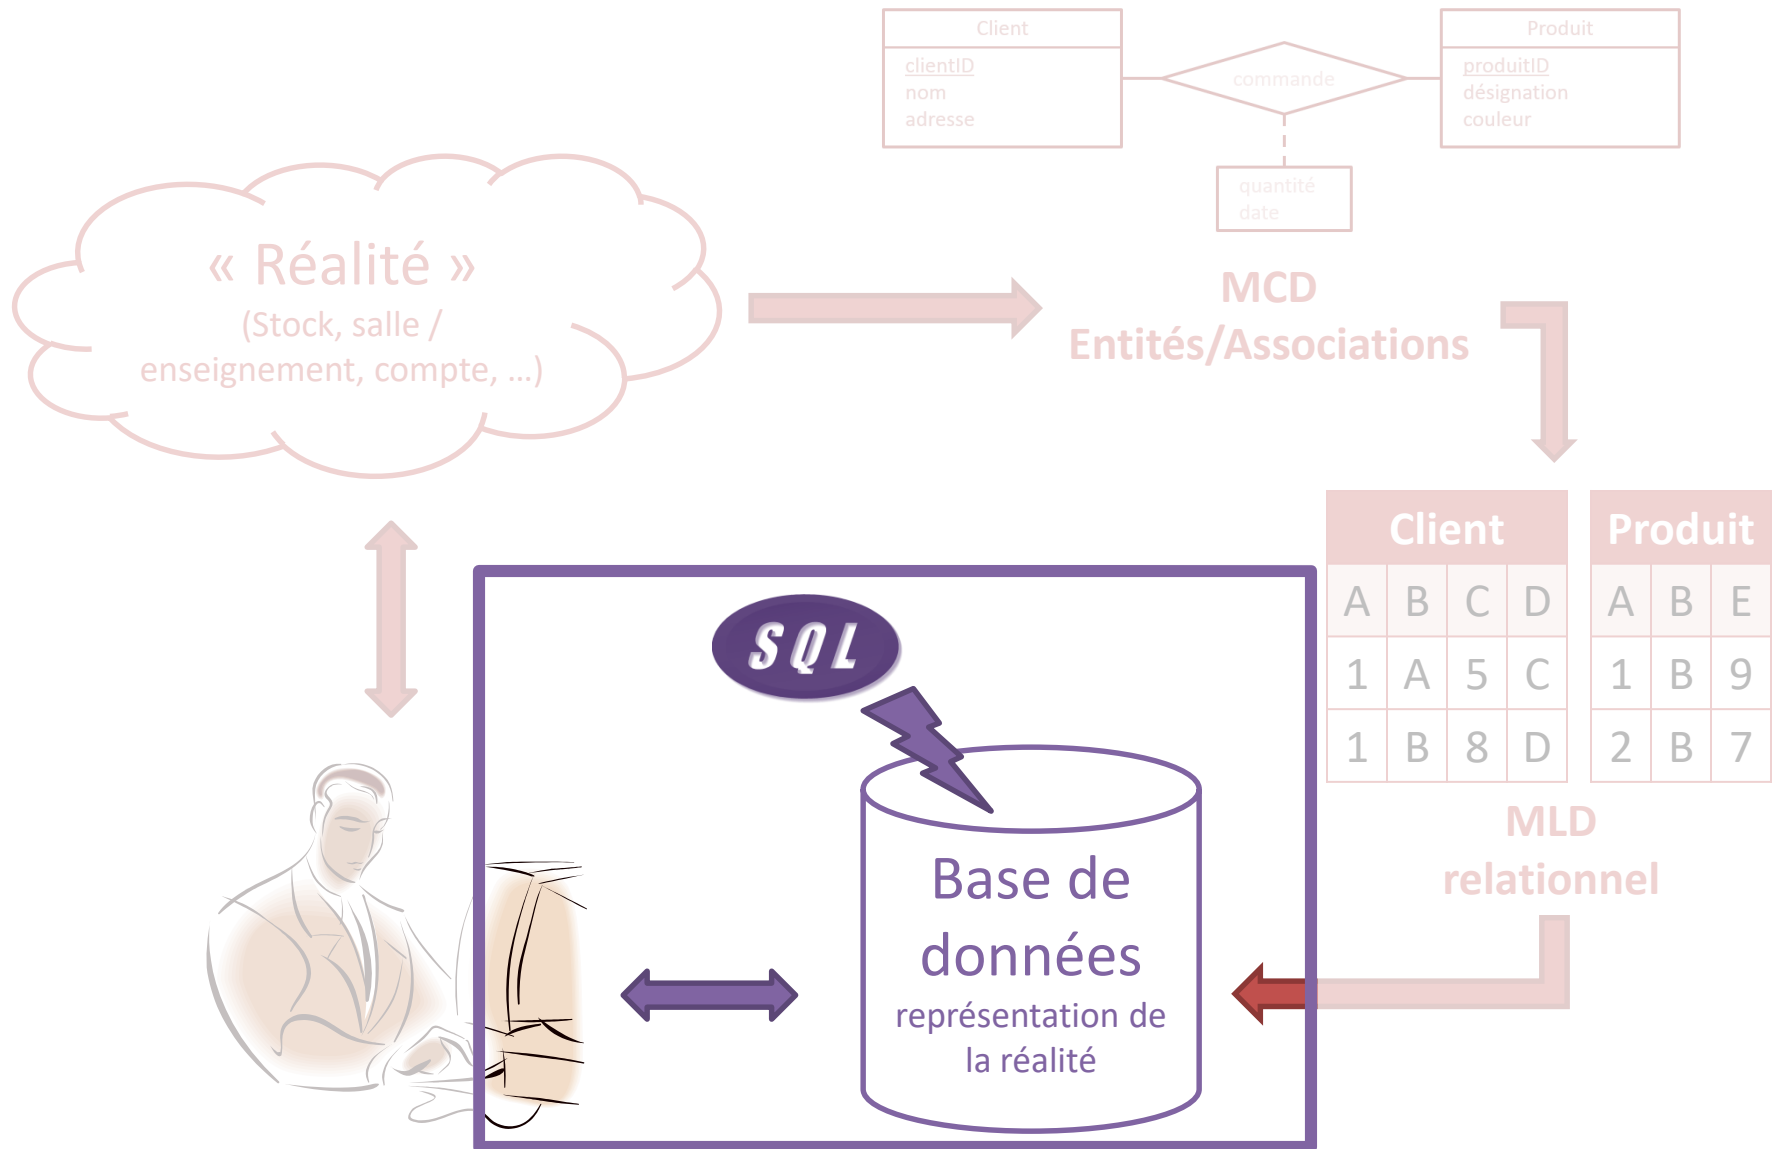 Client
clientID
nom
adresse
commande
quantité
date
Produit
produitID
désignation
couleur
« Réalité »
(Stock, salle /
enseignement, compte, …)
MCD
Entités/Associations
Client
A B C D
1 A 5 C
1 B 8 D
Produit
A B E
1 B 9
2 B 7
MLD
relationnel
SQL
Base de
données
représentation de
la réalité